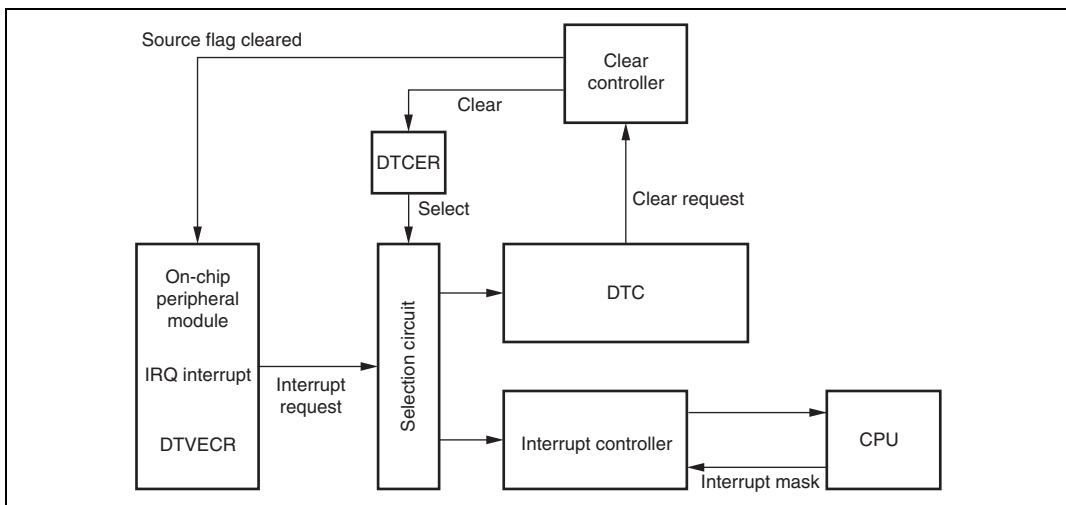 Source flag cleared
Clear
controller
Clear
DTCER
Clear request
Select
On-chip
peripheral
module
DTC
Selection circuit
IRQ interrupt
Interrupt
request
DTVECR
Interrupt controller
CPU
Interrupt mask